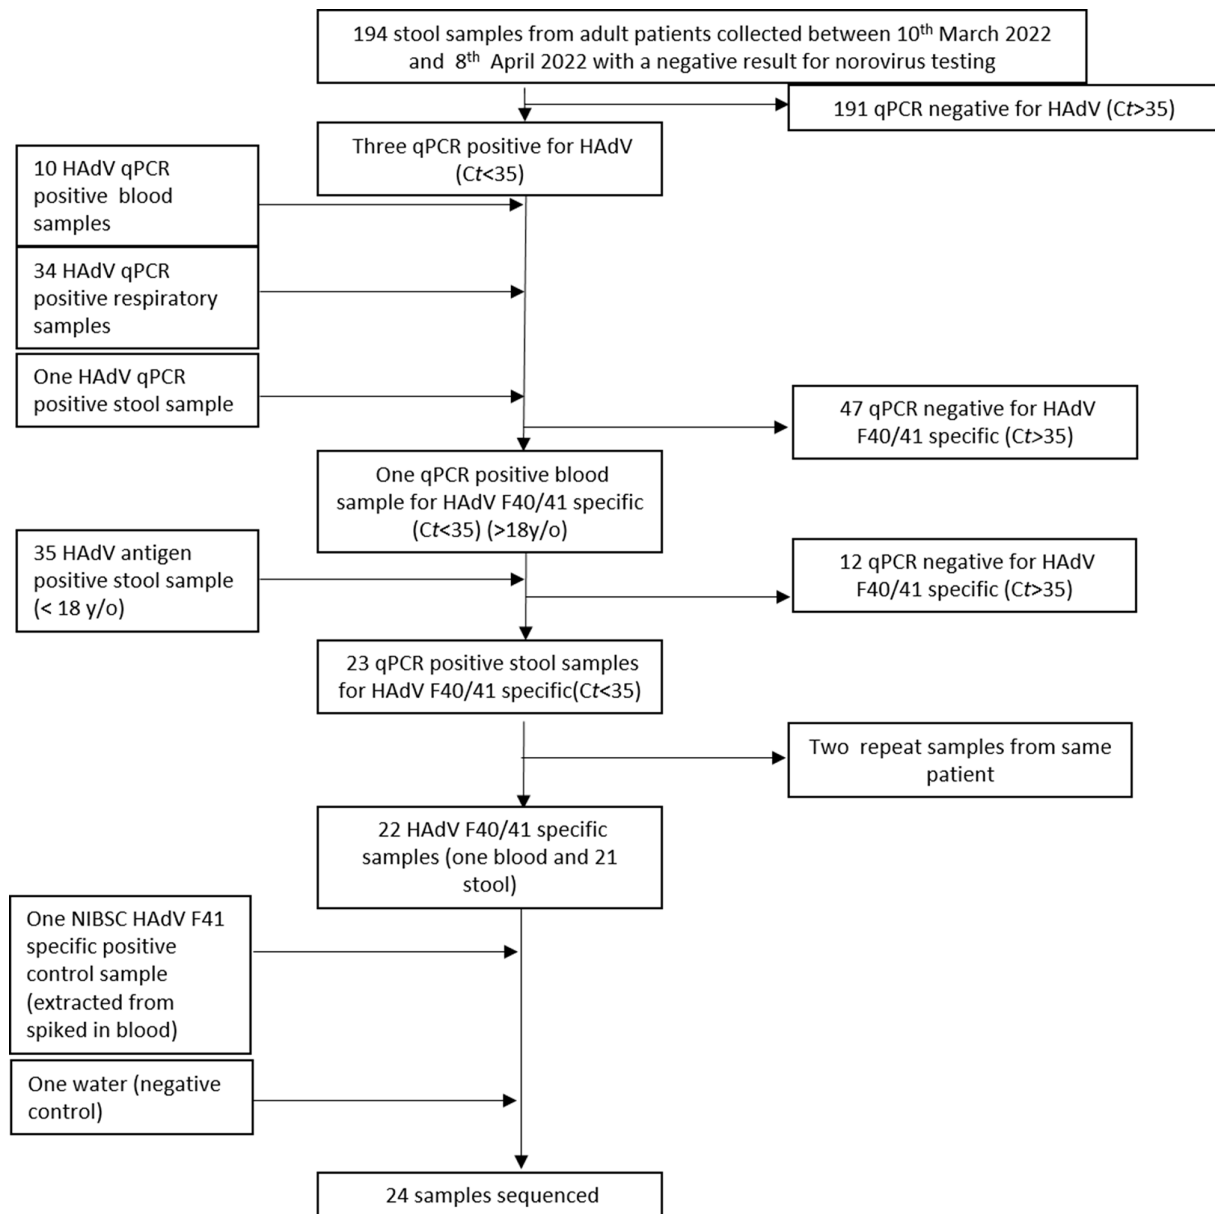 194 stool samples from adult patients collected between 10th March 2022
and 8th April 2022 with a negative result for norovirus testing
191 qPCR negative for HAdV (Ct>35)
Three qPCR positive for HAdV
(Ct<35)
10 HAdV qPCR
positive blood
samples
34 HAdV qPCR
positive respiratory
samples
One HAdV qPCR
positive stool sample
47 qPCR negative for HAdV
F40/41 specific (Ct>35)
One qPCR positive blood
sample for HAdV F40/41 specific
(Ct<35) (>18y/o)
35 HAdV antigen
positive stool sample
(< 18 y/o)
12 qPCR negative for HAdV
F40/41 specific (Ct>35)
23 qPCR positive stool samples
for HAdV F40/41 specific(Ct<35)
Two repeat samples from same
patient
22 HAdV F40/41 specific
samples (one blood and 21
stool)
One NIBSC HAdV F41
specific positive
control sample
(extracted from
spiked in blood)
One water (negative
control)
24 samples sequenced